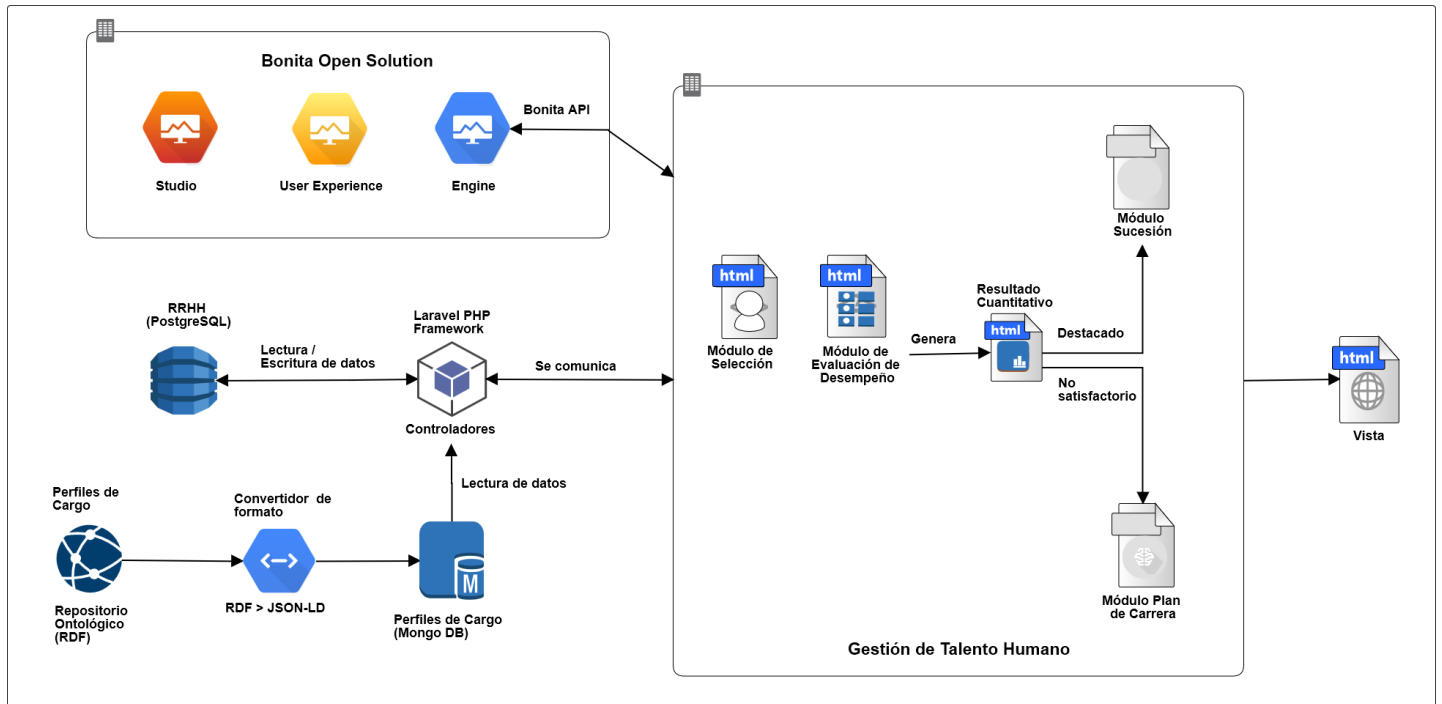 Bonita Open Solution
Studio
User Experience
Engine
Bonita API
RRHH
(PostgreSQL)
Lectura /
Escritura de datos
Laravel PHP
Framework
Controladores
Se comunica
Lectura de datos
Perfiles de
Cargo
Repositorio
Ontológico
(RDF)
Convertidor de
formato
RDF > JSON-LD
M
Perfiles de Cargo
(Mongo DB)
html
Módulo de
Selección
html
Módulo de
Evaluación de
Desempeño
Genera
Resultado
Cuantitativo
html
Destacado
No
satisfactorio
Módulo
Sucesión
Módulo Plan
de Carrera
Gestión de Talento Humano
html
Vista